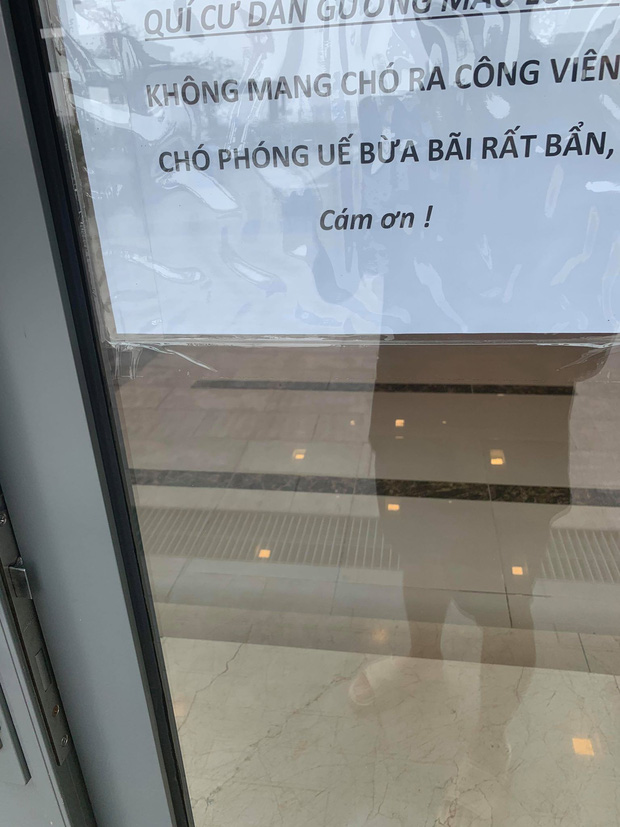 QUÍ CƯ DÂN GƯƠNG MẪU
KHÔNG MANG CHÓ RA CÔNG VIÊN
CHÓ PHÓNG UẾ BỪA BÃI RẤT BẨN,
Cám ơn !